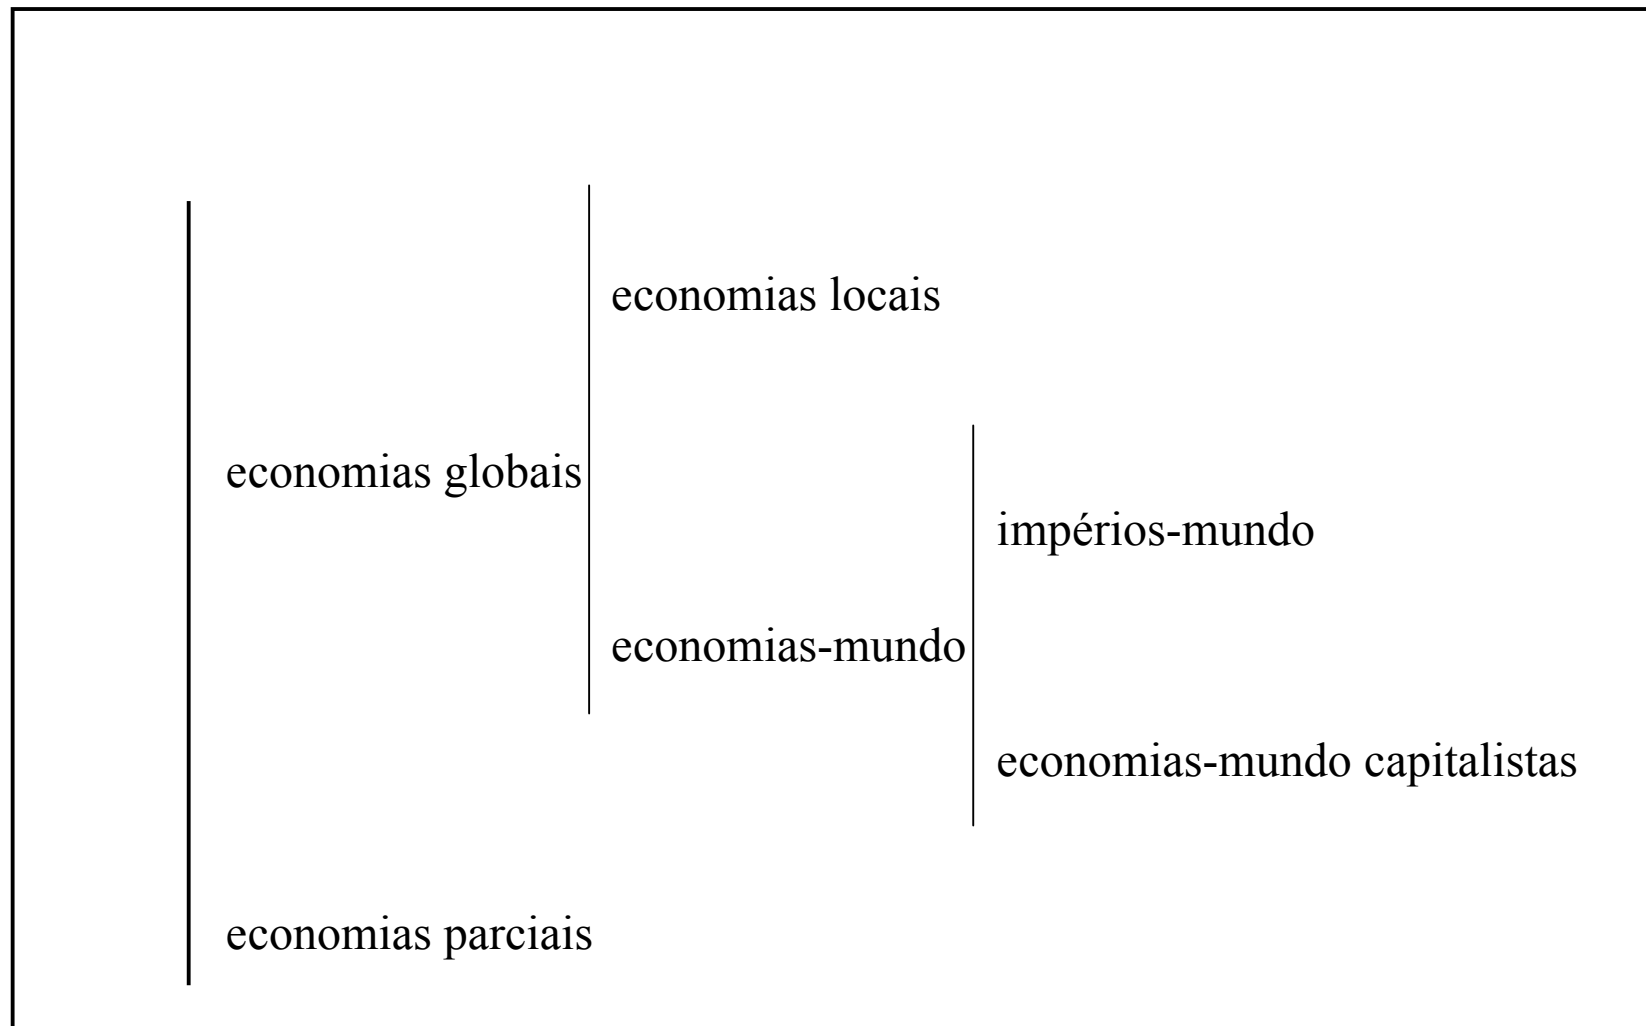 economias locais
economias globais
impérios-mundo
economias-mundo
economias-mundo capitalistas
economias parciais